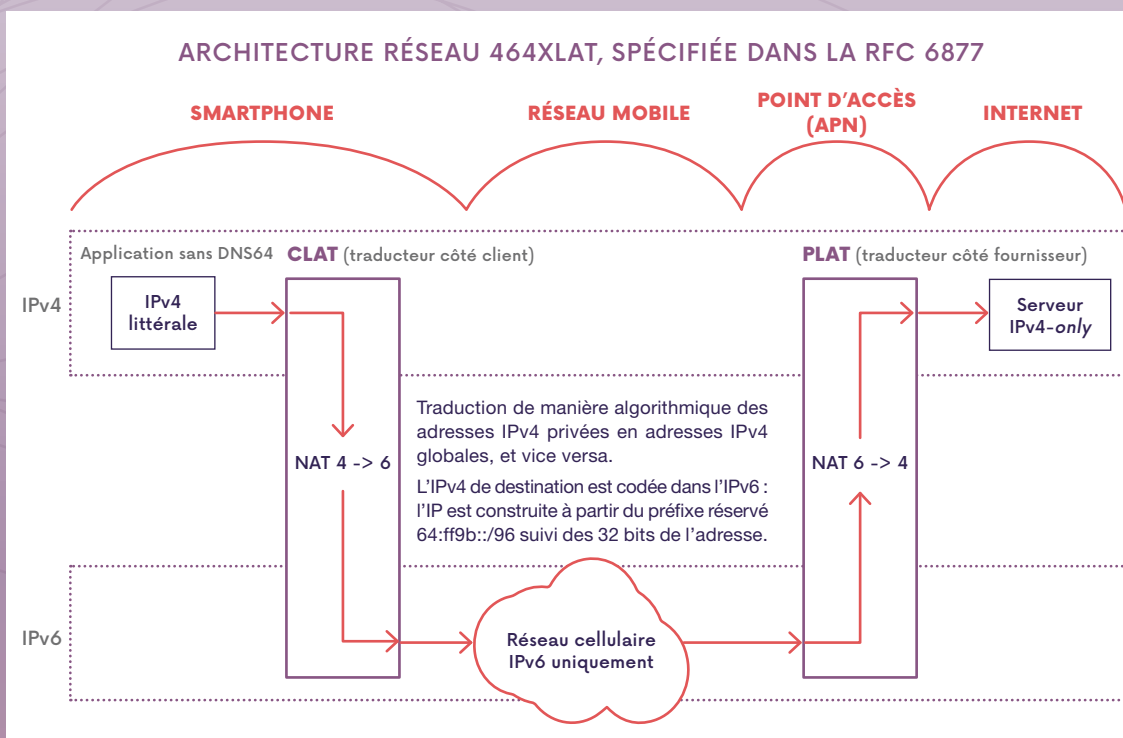 ARCHITECTURE RÉSEAU 464XLAT, SPÉCIFIÉE DANS LA RFC 6877
SMARTPHONE
RÉSEAU MOBILE
POINT D'ACCÈS
(APN)
INTERNET
Application sans DNS64
CLAT (traducteur côté client)
PLAT (traducteur côté fournisseur)
IPv4
IPv4
littérale
Serveur
IPv4-only
Traduction de manière algorithmique des
adresses IPv4 privées en adresses IPv4
globales, et vice versa.
L'IPv4 de destination est codée dans l'IPv6 :
l'IP est construite à partir du préfixe réservé
64:ff9b::/96 suivi des 32 bits de l'adresse.
NAT 4 -> 6
NAT 6 -> 4
IPv6
Réseau cellulaire
IPv6 uniquement